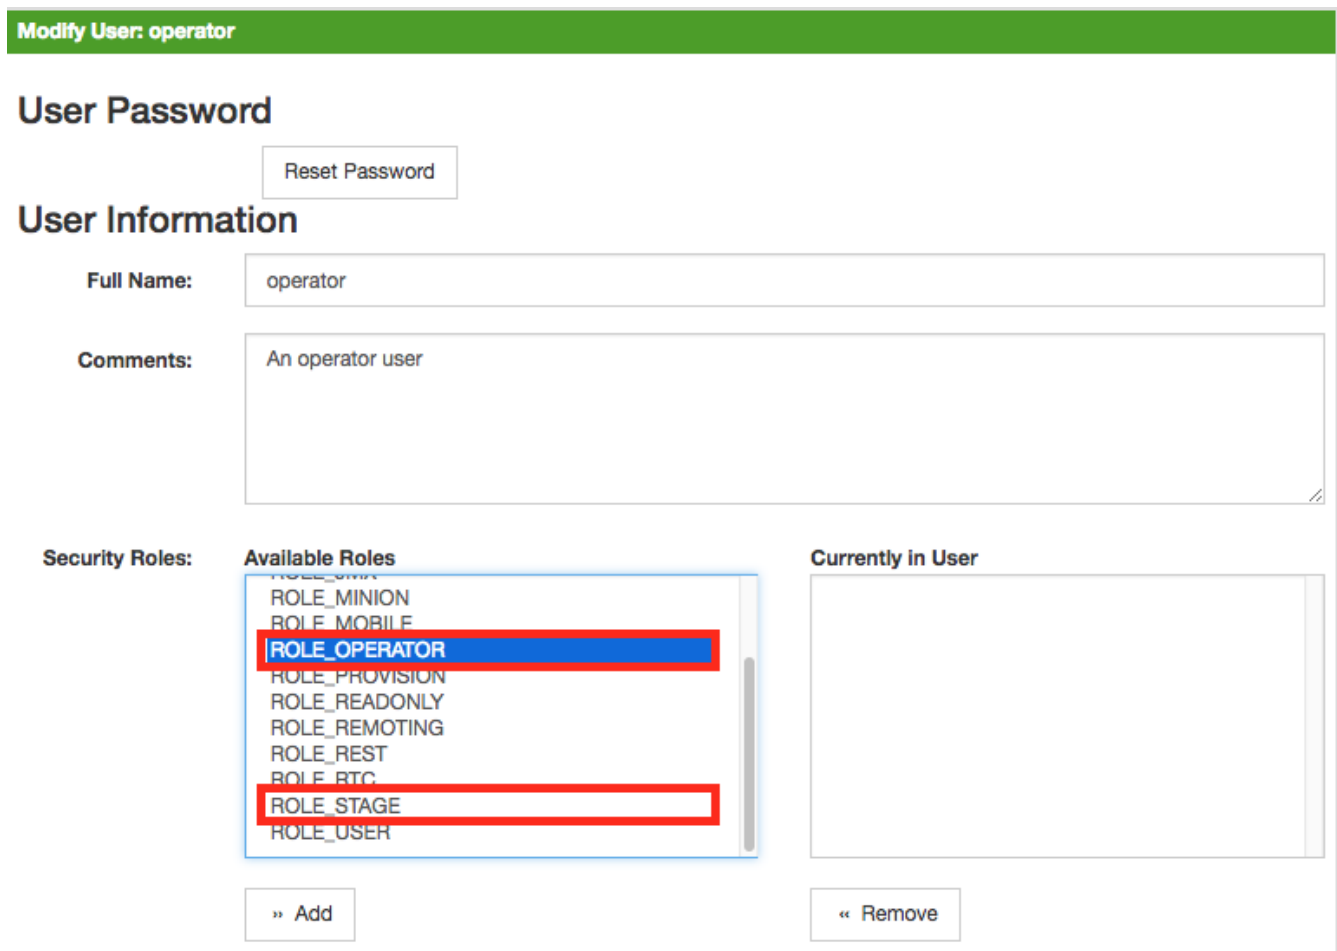 Modify User: operator
User Password
Reset Password
User Information
Full Name: operator
Comments: An operator user
Security Roles: Available Roles Currently in User
ROLE_JMX
ROLE_MINION
ROLE_MOBILE
ROLE_OPERATOR
ROLE_PROVISION
ROLE_READONLY
ROLE_REMOTING
ROLE_REST
ROLE_RTC
ROLE_STAGE
ROLE_USER
» Add « Remove